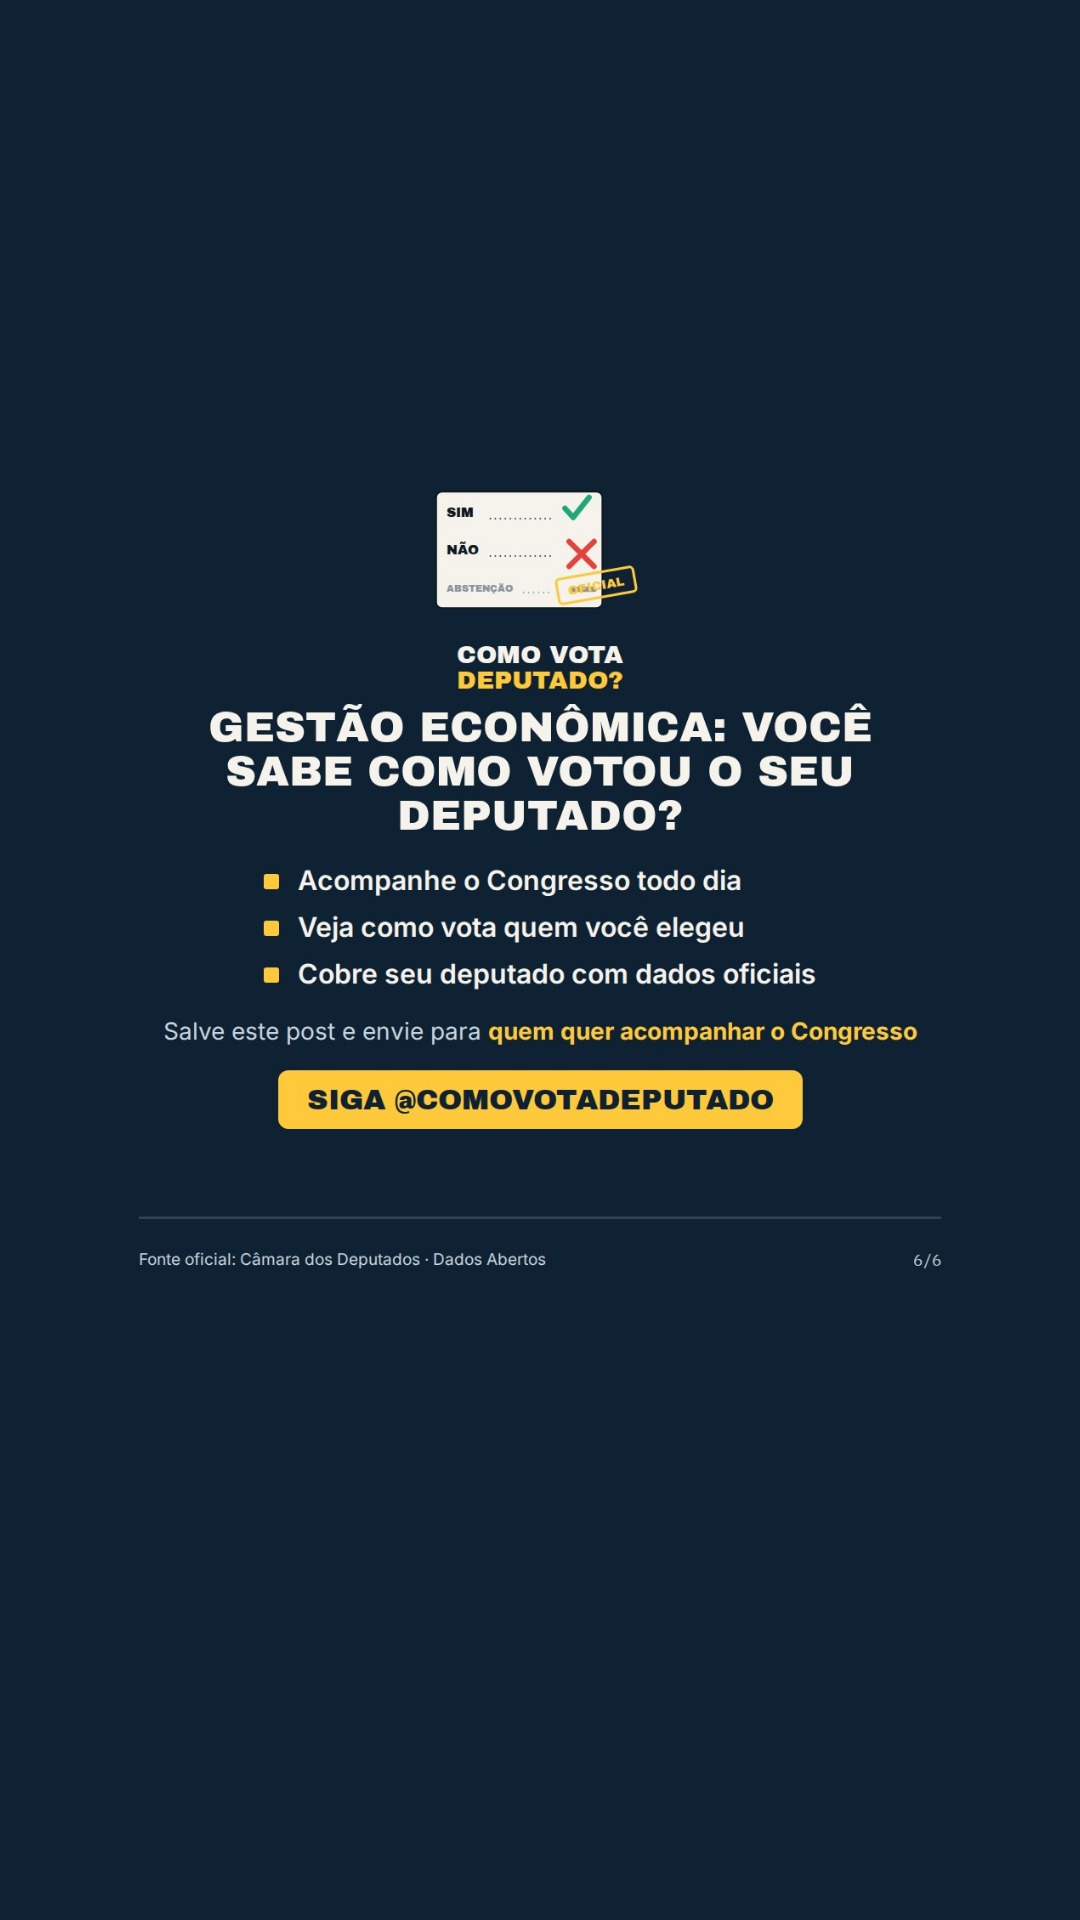 SIM .............
NÃO .............
ABSTENÇÃO ......
OFICIAL
COMO VOTA
DEPUTADO?
GESTÃO ECONÔMICA: VOCÊ
SABE COMO VOTOU O SEU
DEPUTADO?
Acompanhe o Congresso todo dia
Veja como vota quem você elegeu
Cobre seu deputado com dados oficiais
Salve este post e envie para quem quer acompanhar o Congresso
SIGA @COMOVOTADEPUTADO
Fonte oficial: Câmara dos Deputados · Dados Abertos
6/6